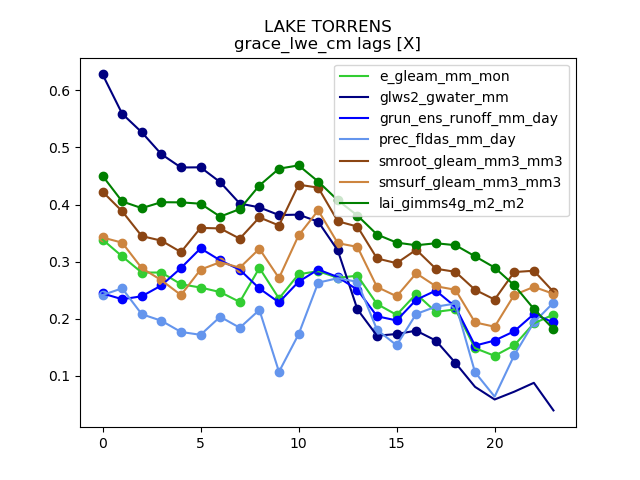 LAKE TORRENS
grace_lwe_cm lags [X]
e_gleam_mm_mon
glws2_gwater_mm
grun_ens_runoff_mm_day
prec_fldas_mm_day
smroot_gleam_mm3_mm3
smsurf_gleam_mm3_mm3
lai_gimms4g_m2_m2
0.6
0.5
0.4
0.3
0.2
0.1
0 5 10 15 20